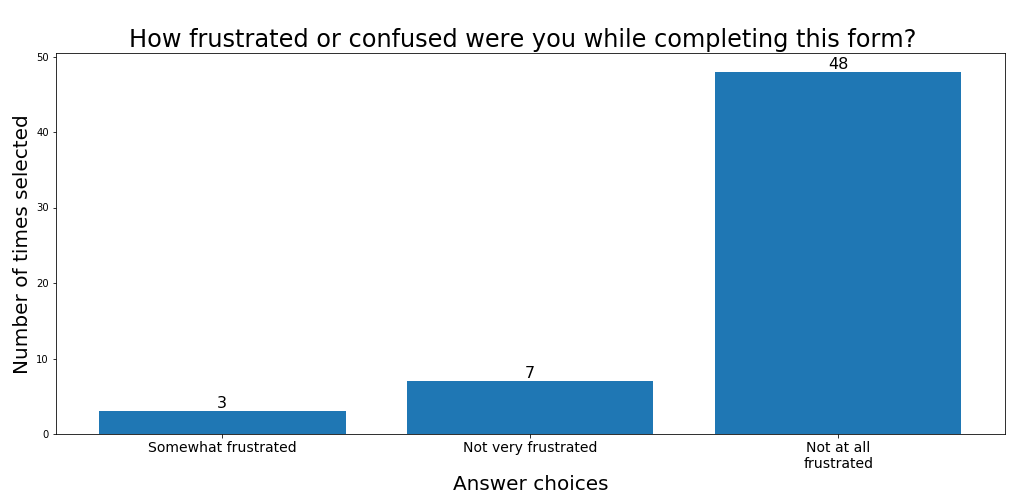 How frustrated or confused were you while completing this form?
50
40
30
20
10
0
Number of times selected
3
7
48
Somewhat frustrated
Not very frustrated
Not at all
frustrated
Answer choices